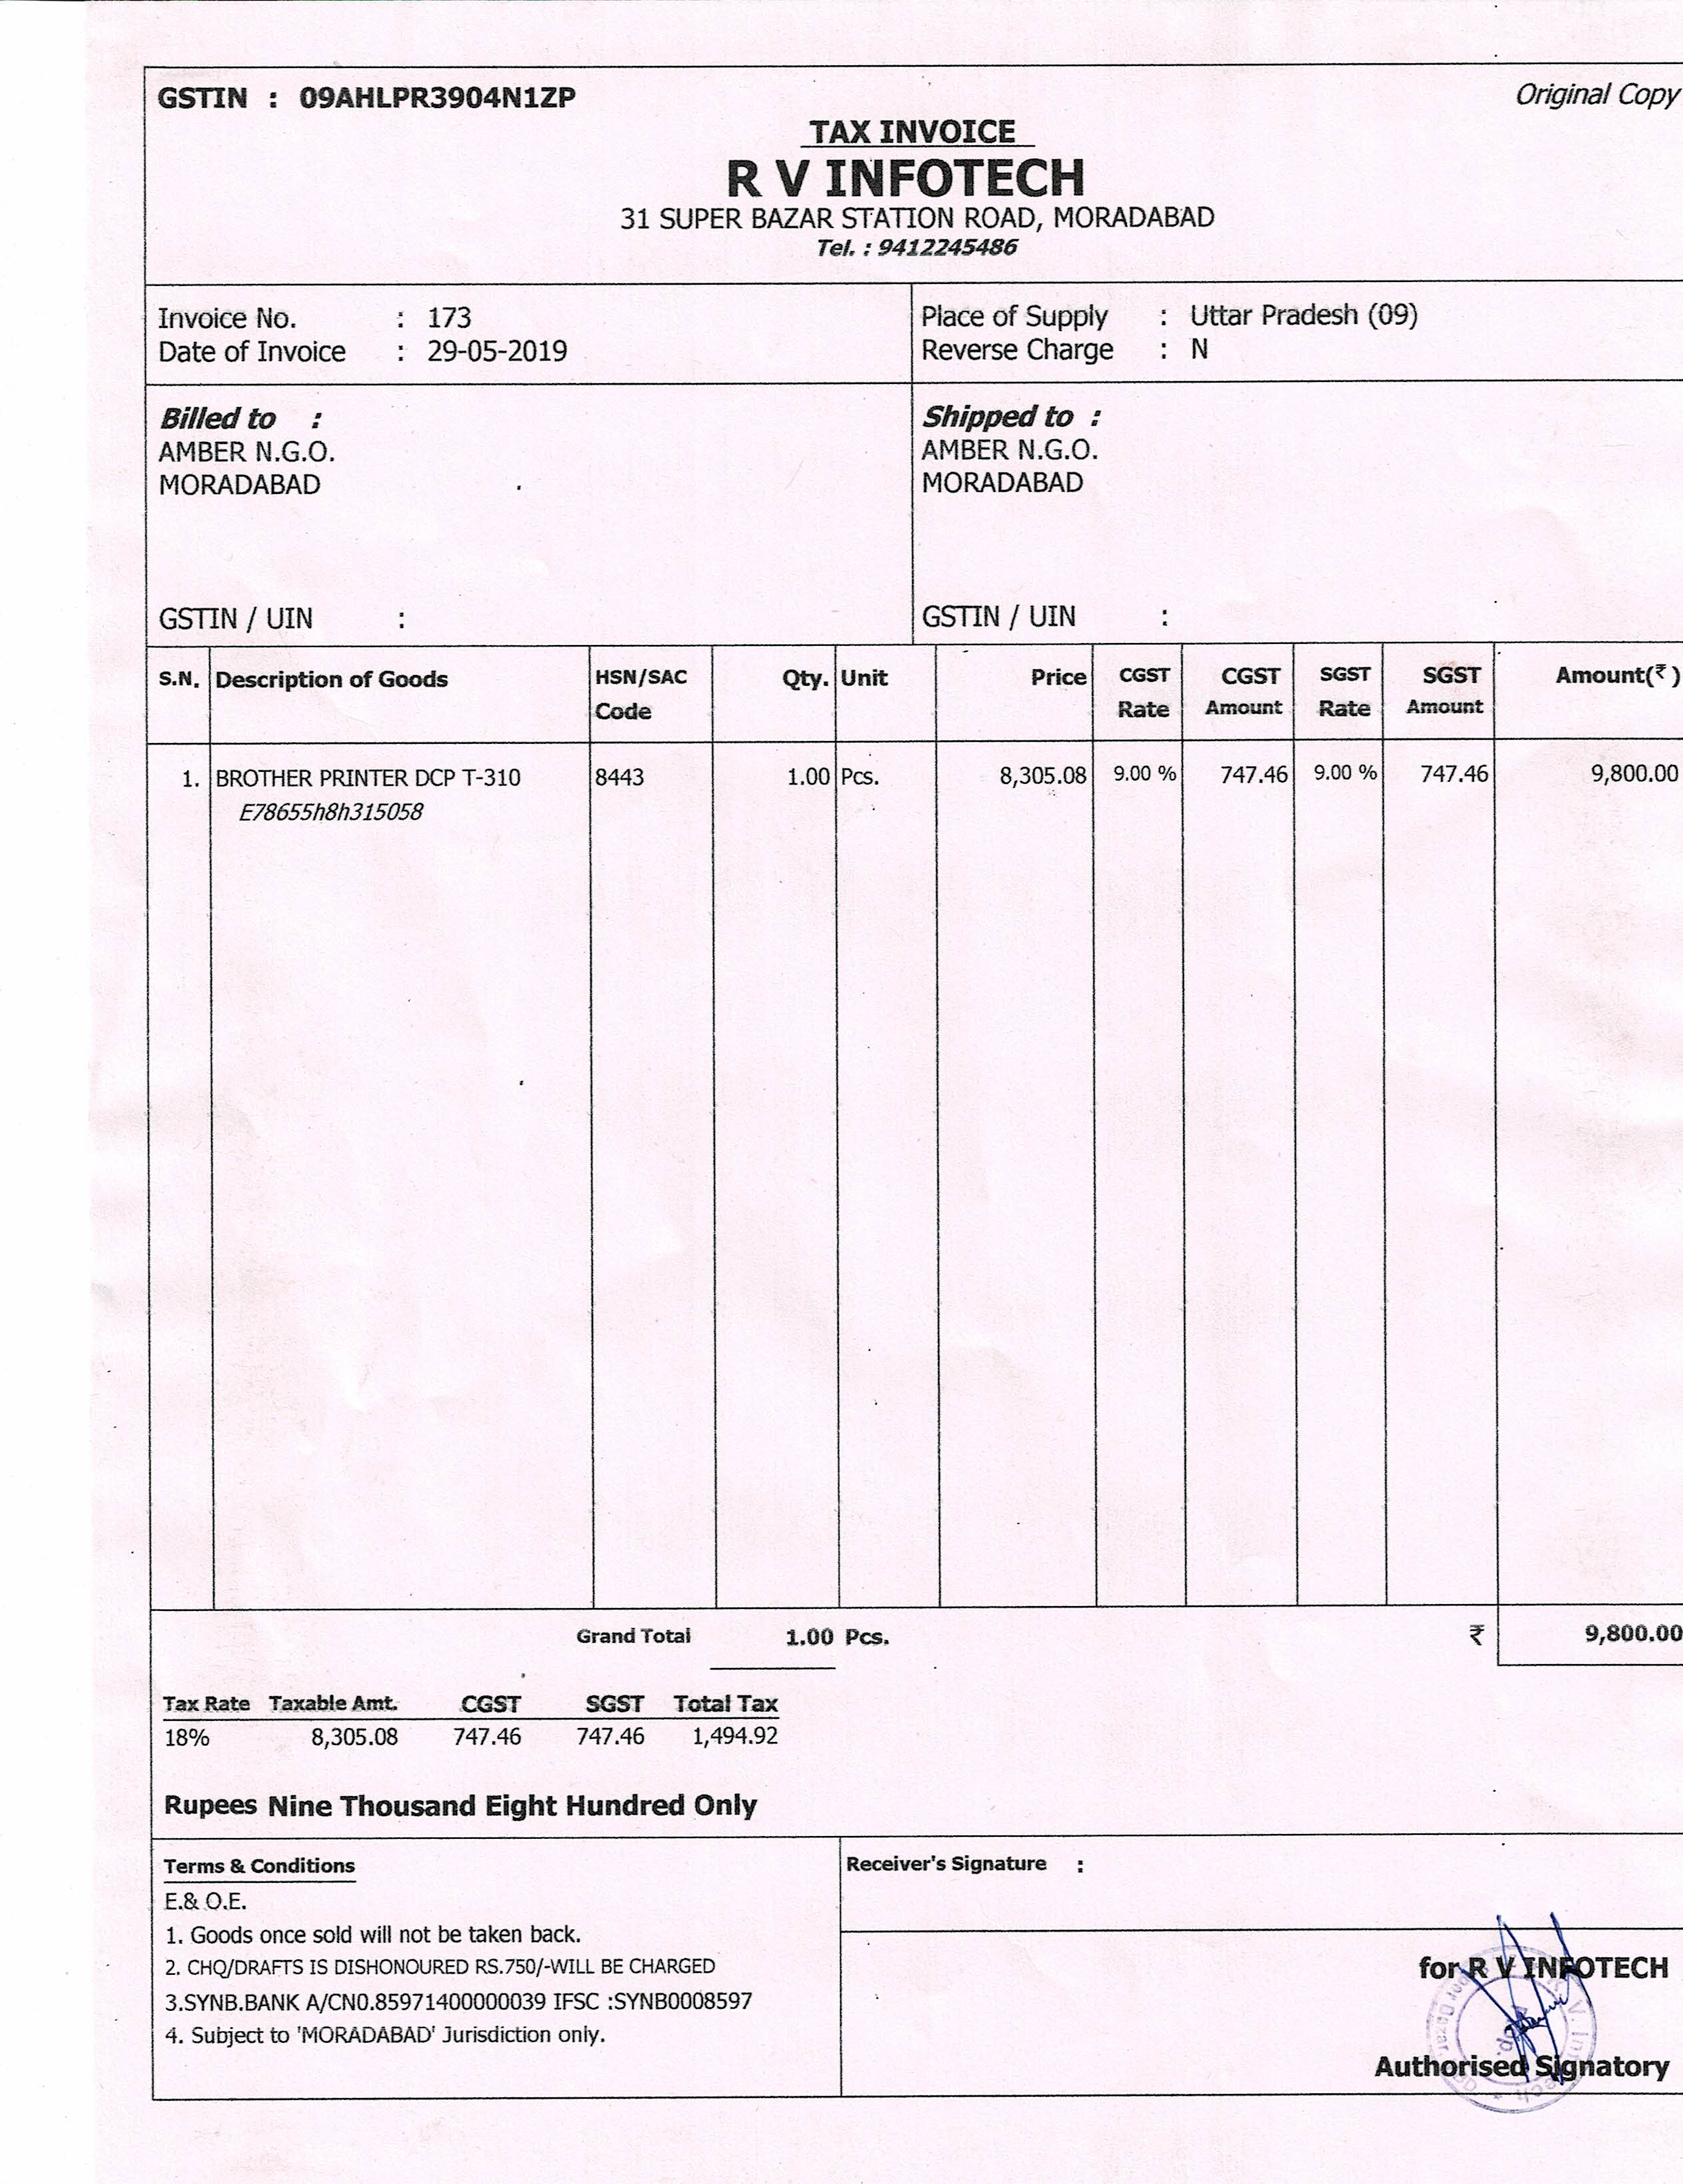 GSTIN : 09AHLPR3904N1ZP
Original Copy
TAX INVOICE
R V INFOTECH
31 SUPER BAZAR STATION ROAD, MORADABAD
Tel. : 9412245486
Invoice No. : 173
Date of Invoice : 29-05-2019
Place of Supply : Uttar Pradesh (09)
Reverse Charge : N
Billed to :
AMBER N.G.O.
MORADABAD
GSTIN / UIN :
Shipped to :
AMBER N.G.O.
MORADABAD
GSTIN / UIN :
S.N. Description of Goods HSN/SAC Code Qty. Unit Price CGST Rate CGST Amount SGST Rate SGST Amount Amount(₹)
1. BROTHER PRINTER DCP T-310 8443 1.00 Pcs. 8,305.08 9.00 % 747.46 9.00 % 747.46 9,800.00
E78655h8h315058
Grand Total 1.00 Pcs. ₹ 9,800.00
Tax Rate Taxable Amt. CGST SGST Total Tax
18% 8,305.08 747.46 747.46 1,494.92
Rupees Nine Thousand Eight Hundred Only
Terms & Conditions
E.& O.E.
1. Goods once sold will not be taken back.
2. CHQ/DRAFTS IS DISHONOURED RS.750/-WILL BE CHARGED
3.SYNB.BANK A/CN0.85971400000039 IFSC :SYNB0008597
4. Subject to 'MORADABAD' Jurisdiction only.
Receiver's Signature :
for R V INFOTECH
Authorised Signatory